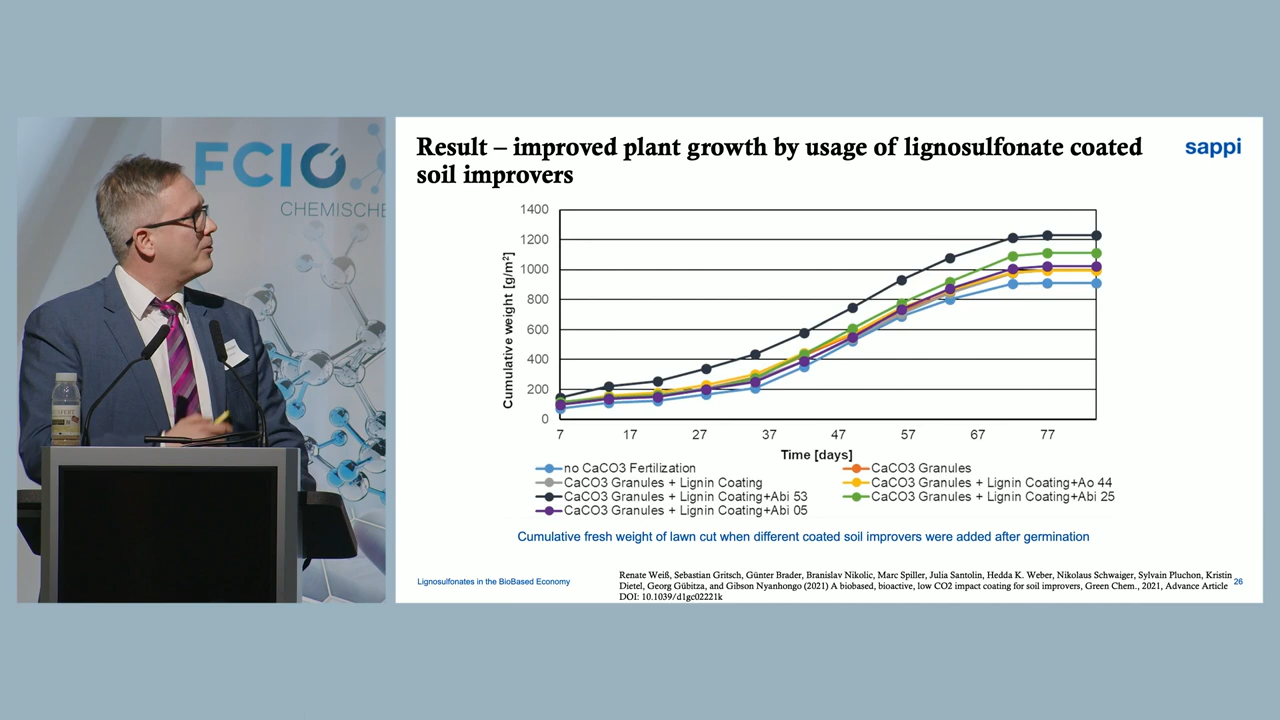 FCIO
CHEMISCHE
Result – improved plant growth by usage of lignosulfonate coated
soil improvers
sappi
Cumulative weight [g/m²]
1400
1200
1000
800
600
400
200
0
7 17 27 37 47 57 67 77
Time [days]
no CaCO3 Fertilization
CaCO3 Granules
CaCO3 Granules + Lignin Coating
CaCO3 Granules + Lignin Coating+Ao 44
CaCO3 Granules + Lignin Coating+Abi 53
CaCO3 Granules + Lignin Coating+Abi 25
CaCO3 Granules + Lignin Coating+Abi 05
Cumulative fresh weight of lawn cut when different coated soil improvers were added after germination
Lignosulfonates in the BioBased Economy
Renate Weiß, Sebastian Gritsch, Günter Brader, Branislav Nikolic, Marc Spiller, Julia Santolin, Hedda K. Weber, Nikolaus Schwaiger, Sylvain Pluchon, Kristin
Dietel, Georg Gübitza, and Gibson Nyanhongo (2021) A biobased, bioactive, low CO2 impact coating for soil improvers, Green Chem., 2021, Advance Article
DOI: 10.1039/d1gc02221k
26